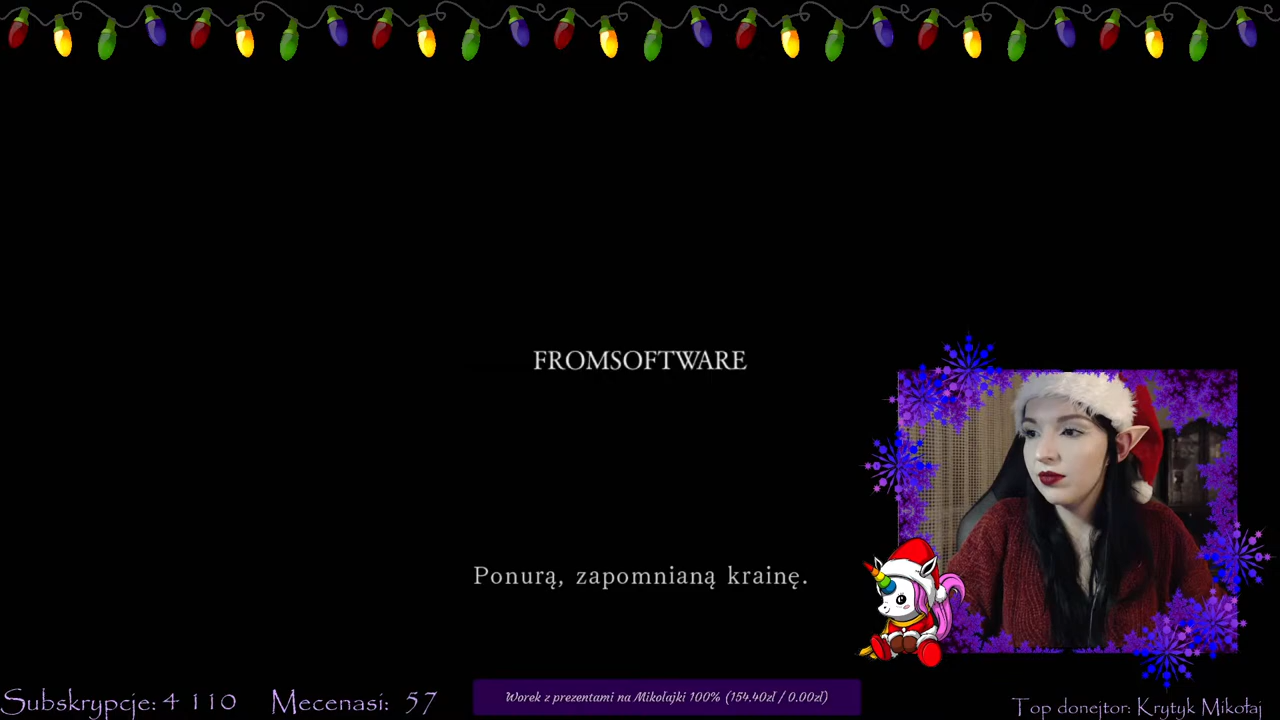 FROMSOFTWARE
Ponurą, zapomnianą krainę.
Subskrypcje: 4 110 Mecenasi: 57
Worek z prezentami na Mikołajki 100% (154.40zł / 0.00zł)
Top donejtor: Krytyk Mikołaj